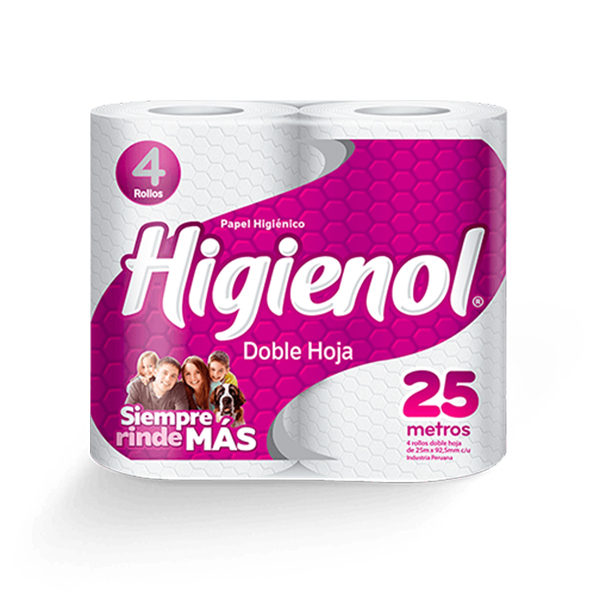 4
Rollos
Papel Higiénico
Higienol®
Doble Hoja
Siempre
rinde MÁS
25
metros
4 rollos doble hoja
de 25m x 92,5mm c/u
Industria Peruana